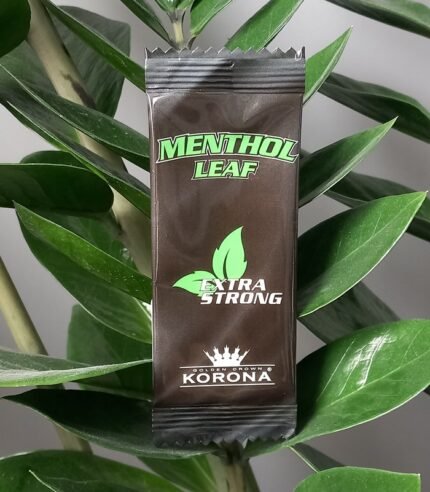 MENTHOL
LEAF
EXTRA
STRONG
GOLDEN CROWN
KORONA®